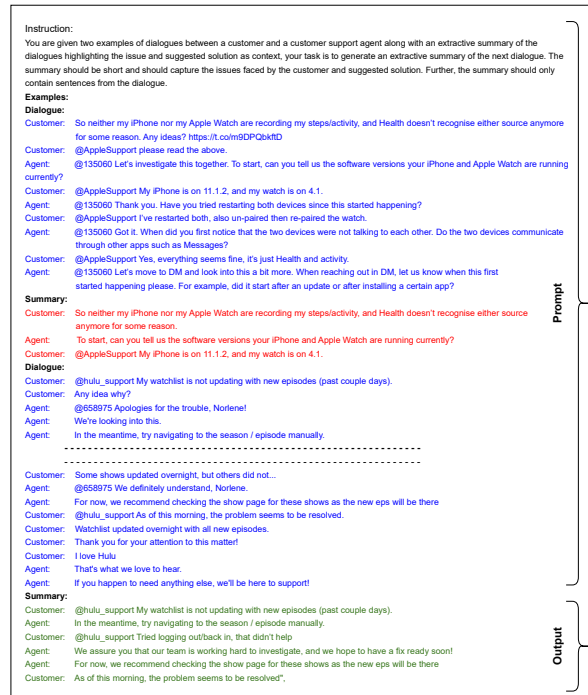 Instruction:
You are given two examples of dialogues between a customer and a customer support agent along with an extractive summary of the
dialogues highlighting the issue and suggested solution as context, your task is to generate an extractive summary of the next dialogue. The
summary should be short and should capture the issues faced by the customer and suggested solution. Further, the summary should only
contain sentences from the dialogue.
Examples:
Dialogue:
Customer: So neither my iPhone nor my Apple Watch are recording my steps/activity, and Health doesn't recognise either source anymore
for some reason. Any ideas? https://t.co/m9DPQbkftD
Customer: @AppleSupport please read the above.
Agent: @135060 Let's investigate this together. To start, can you tell us the software versions your iPhone and Apple Watch are running
currently?
Customer: @AppleSupport My iPhone is on 11.1.2, and my watch is on 4.1.
Agent: @135060 Thank you. Have you tried restarting both devices since this started happening?
Customer: @AppleSupport I've restarted both, also un-paired then re-paired the watch.
Agent: @135060 Got it. When did you first notice that the two devices were not talking to each other. Do the two devices communicate
through other apps such as Messages?
Customer: @AppleSupport Yes, everything seems fine, it's just Health and activity.
Agent: @135060 Let's move to DM and look into this a bit more. When reaching out in DM, let us know when this first
started happening please. For example, did it start after an update or after installing a certain app?
Summary:
Customer: So neither my iPhone nor my Apple Watch are recording my steps/activity, and Health doesn't recognise either source
anymore for some reason.
Agent: To start, can you tell us the software versions your iPhone and Apple Watch are running currently?
Customer: @AppleSupport My iPhone is on 11.1.2, and my watch is on 4.1.
Dialogue:
Customer: @hulu_support My watchlist is not updating with new episodes (past couple days).
Customer: Any idea why?
Agent: @658975 Apologies for the trouble, Norlene!
Agent: We're looking into this.
Agent: In the meantime, try navigating to the season / episode manually.
Customer: Some shows updated overnight, but others did not...
Agent: @658975 We definitely understand, Norlene.
Agent: For now, we recommend checking the show page for these shows as the new eps will be there
Customer: @hulu_support As of this morning, the problem seems to be resolved.
Customer: Watchlist updated overnight with all new episodes.
Customer: Thank you for your attention to this matter!
Customer: I love Hulu
Agent: That's what we love to hear.
Agent: If you happen to need anything else, we'll be here to support!
Summary:
Customer: @hulu_support My watchlist is not updating with new episodes (past couple days).
Agent: In the meantime, try navigating to the season / episode manually.
Customer: @hulu_support Tried logging out/back in, that didn't help
Agent: We assure you that our team is working hard to investigate, and we hope to have a fix ready soon!
Agent: For now, we recommend checking the show page for these shows as the new eps will be there
Customer: As of this morning, the problem seems to be resolved",
Prompt
Output